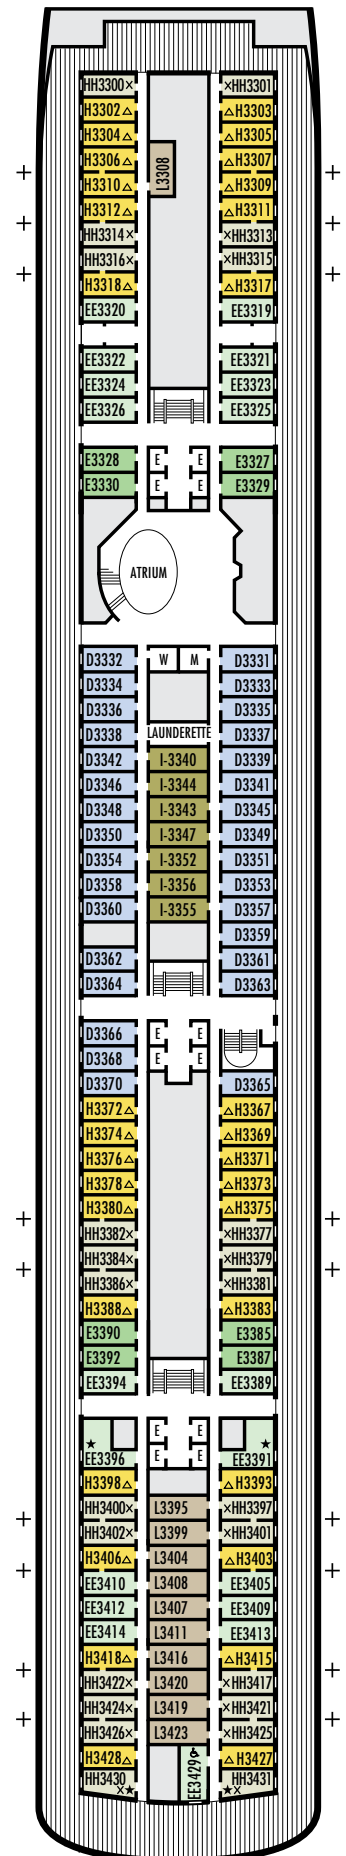 HH3300× ×HH3301
H3302△ △H3303
H3304△ △H3305
H3306△ L3308 △H3307
H3310△ △H3309
H3312△ △H3311
HH3314× ×HH3313
HH3316× ×HH3315
H3318△ △H3317
EE3320 EE3319
EE3322 EE3321
EE3324 EE3323
EE3326 EE3325
E3328 E E E3327
E3330 E E E3329
ATRIUM
D3332 W M D3331
D3334 D3333
D3336 D3335
D3338 LAUNDERETTE D3337
D3342 I-3340 D3339
D3346 I-3344 D3341
D3348 I-3343 D3345
D3350 I-3347 D3349
D3354 I-3352 D3351
D3358 I-3356 D3353
D3360 I-3355 D3357
D3359
D3362 D3361
D3364 D3363
D3366 E E
D3368 E E
D3370 D3365
H3372△ △H3367
H3374△ △H3369
H3376△ △H3371
H3378△ △H3373
H3380△ △H3375
HH3382× ×HH3377
HH3384× ×HH3379
HH3386× ×HH3381
H3388△ △H3383
E3390 E3385
E3392 E3387
EE3394 EE3389
★ E E ★
EE3396 E E EE3391
H3398△ △H3393
HH3400× L3395 ×HH3397
HH3402× L3399 ×HH3401
H3406△ L3404 △H3403
EE3410 L3408 EE3405
EE3412 L3407 EE3409
EE3414 L3411 EE3413
H3418△ L3416 △H3415
HH3422× L3420 ×HH3417
HH3424× L3419 ×HH3421
HH3426× L3423 ×HH3425
H3428△ EE3429 △H3427
HH3430 HH3431
×★ ★×